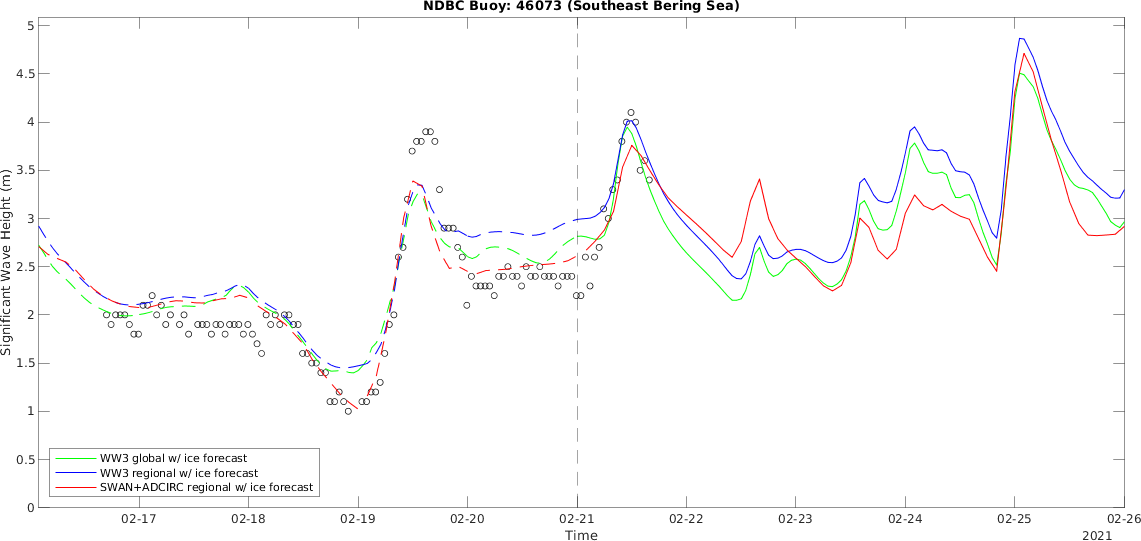 NDBC Buoy: 46073 (Southeast Bering Sea)
Significant Wave Height (m)
5
4.5
4
3.5
3
2.5
2
1.5
1
0.5
0
WW3 global w/ ice forecast
WW3 regional w/ ice forecast
SWAN+ADCIRC regional w/ ice forecast
02-17 02-18 02-19 02-20 02-21 02-22 02-23 02-24 02-25 02-26
Time
2021